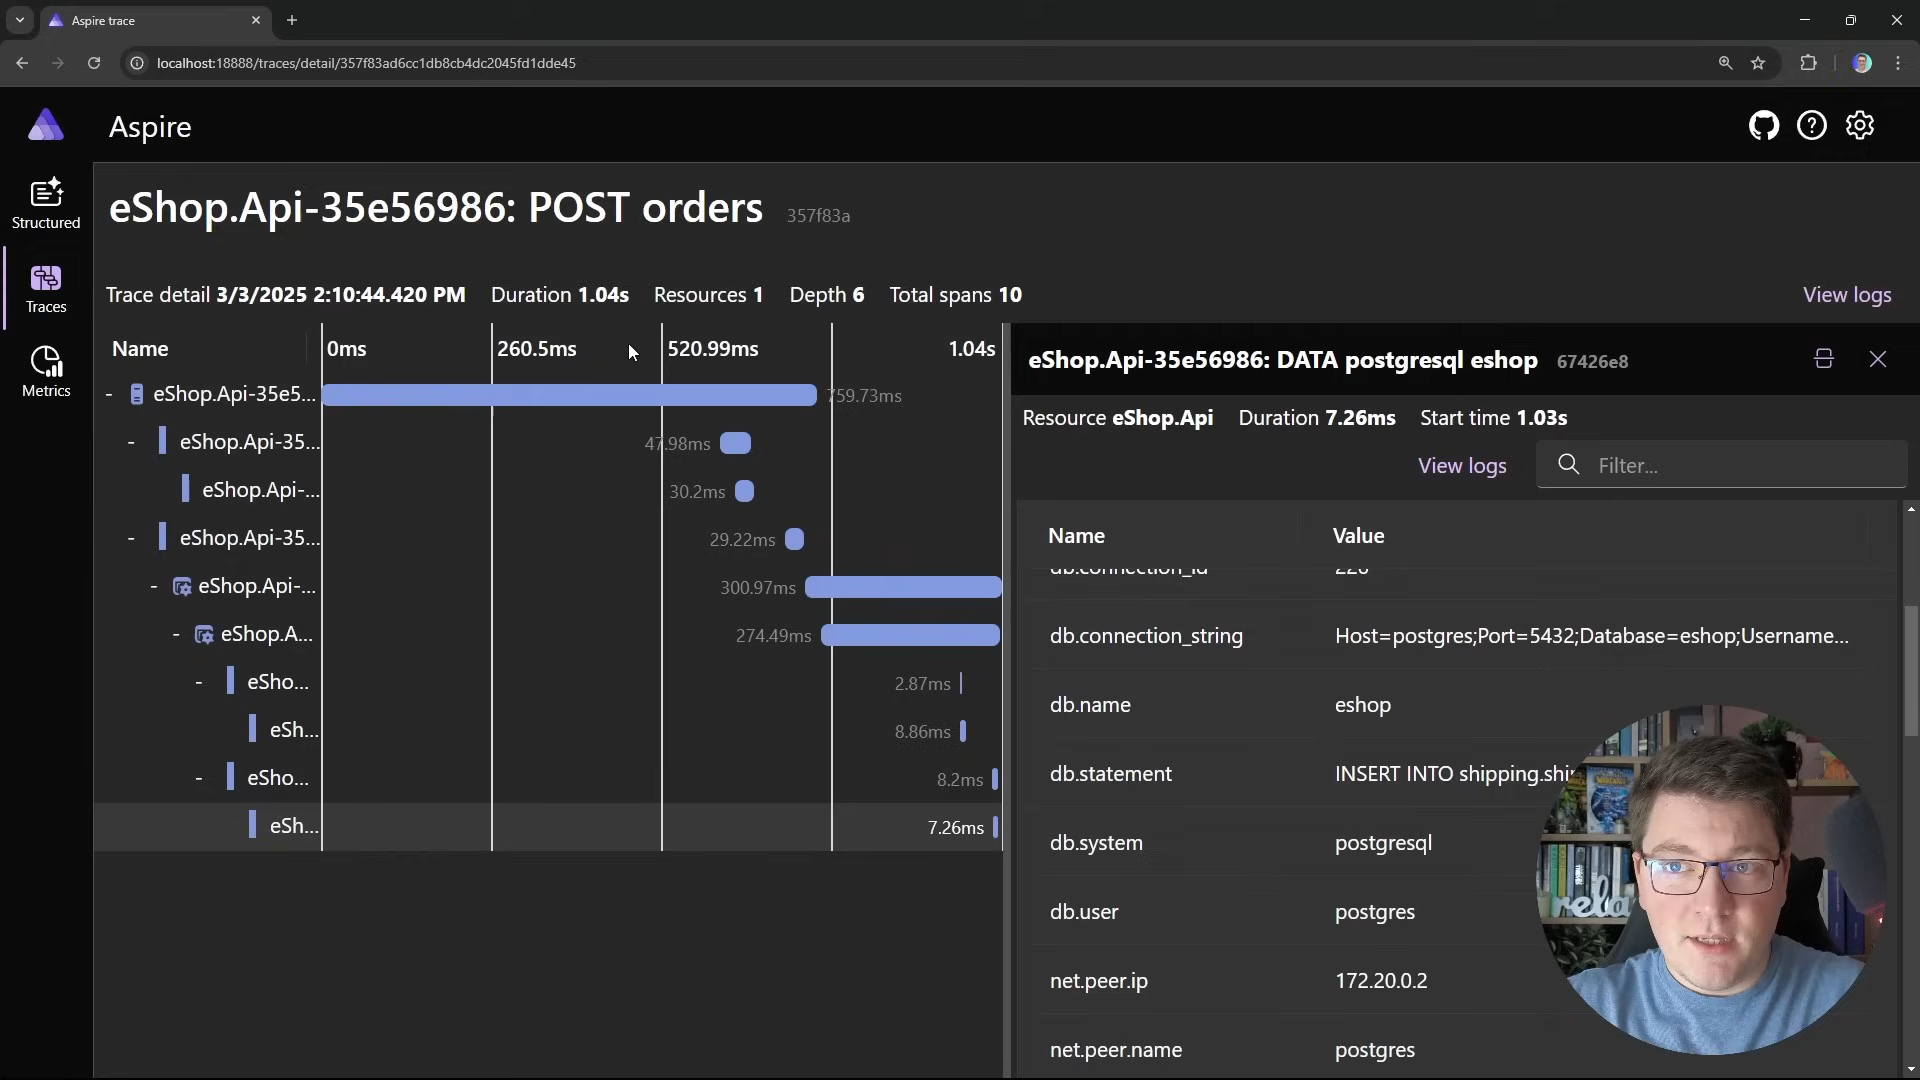 Aspire trace
localhost:18888/traces/detail/357f83ad6cc1db8cb4dc2045fd1dde45
Aspire
Structured
Traces
Metrics
eShop.Api-35e56986: POST orders 357f83a
Trace detail 3/3/2025 2:10:44.420 PM Duration 1.04s Resources 1 Depth 6 Total spans 10 View logs
Name 0ms 260.5ms 520.99ms 1.04s
- eShop.Api-35e5... 759.73ms
- eShop.Api-35... 47.98ms
eShop.Api-... 30.2ms
- eShop.Api-35... 29.22ms
- eShop.Api-... 300.97ms
- eShop.A... 274.49ms
- eSho... 2.87ms
eSh... 8.86ms
- eSho... 8.2ms
eSh... 7.26ms
eShop.Api-35e56986: DATA postgresql eshop 67426e8
Resource eShop.Api Duration 7.26ms Start time 1.03s
View logs Filter...
Name Value
db.connection_id 226
db.connection_string Host=postgres;Port=5432;Database=eshop;Username...
db.name eshop
db.statement INSERT INTO shipping.shi
db.system postgresql
db.user postgres
net.peer.ip 172.20.0.2
net.peer.name postgres
rela